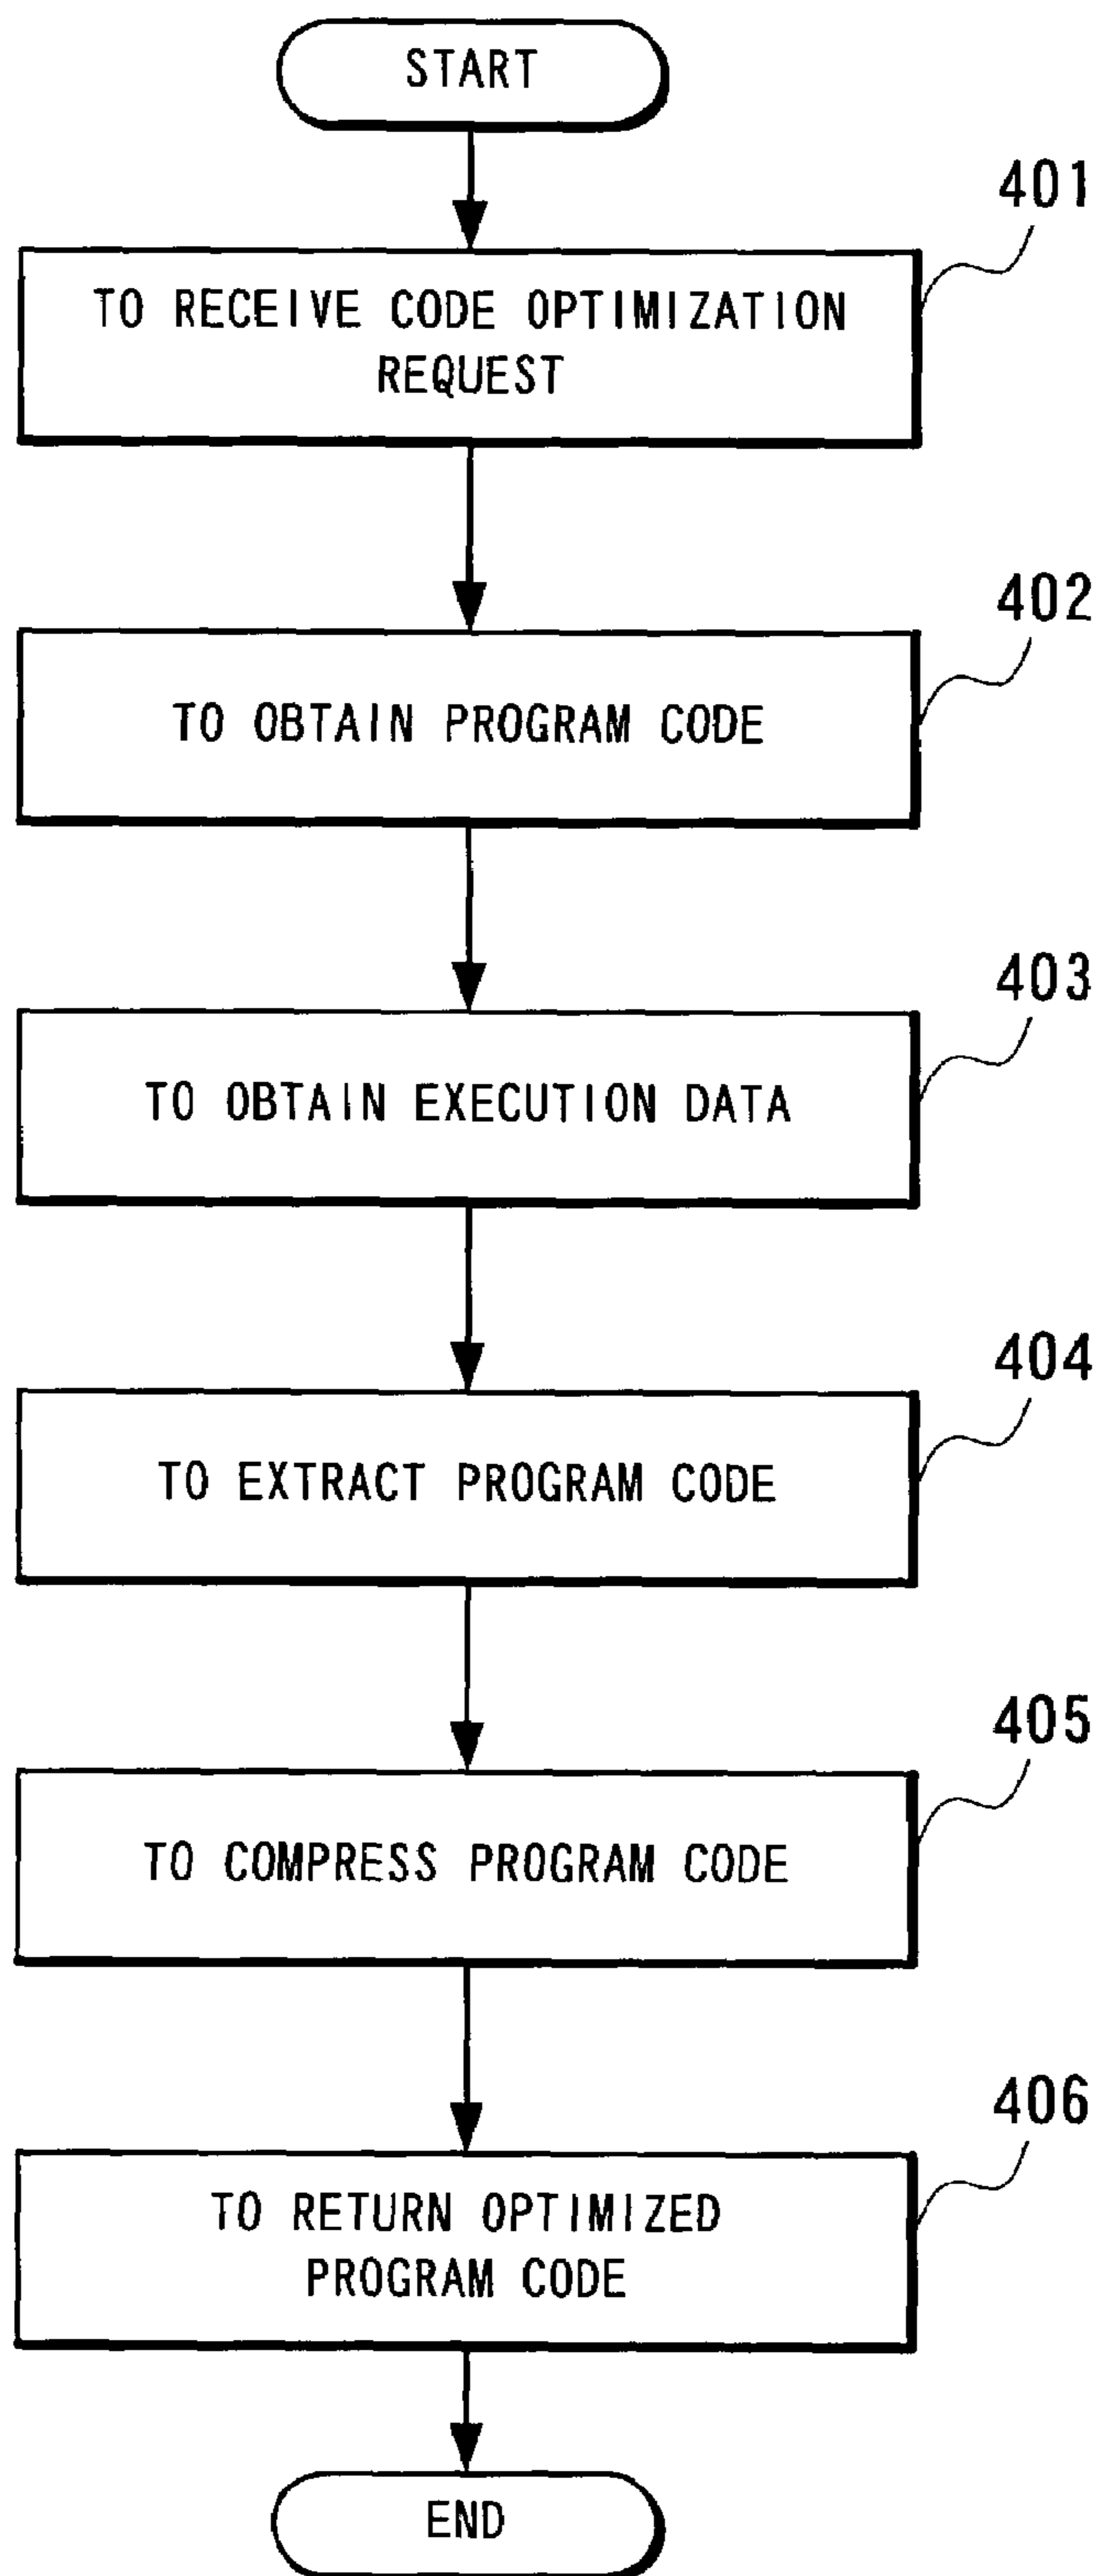 START
401
TO RECEIVE CODE OPTIMIZATION
REQUEST
402
TO OBTAIN PROGRAM CODE
403
TO OBTAIN EXECUTION DATA
404
TO EXTRACT PROGRAM CODE
405
TO COMPRESS PROGRAM CODE
406
TO RETURN OPTIMIZED
PROGRAM CODE
END